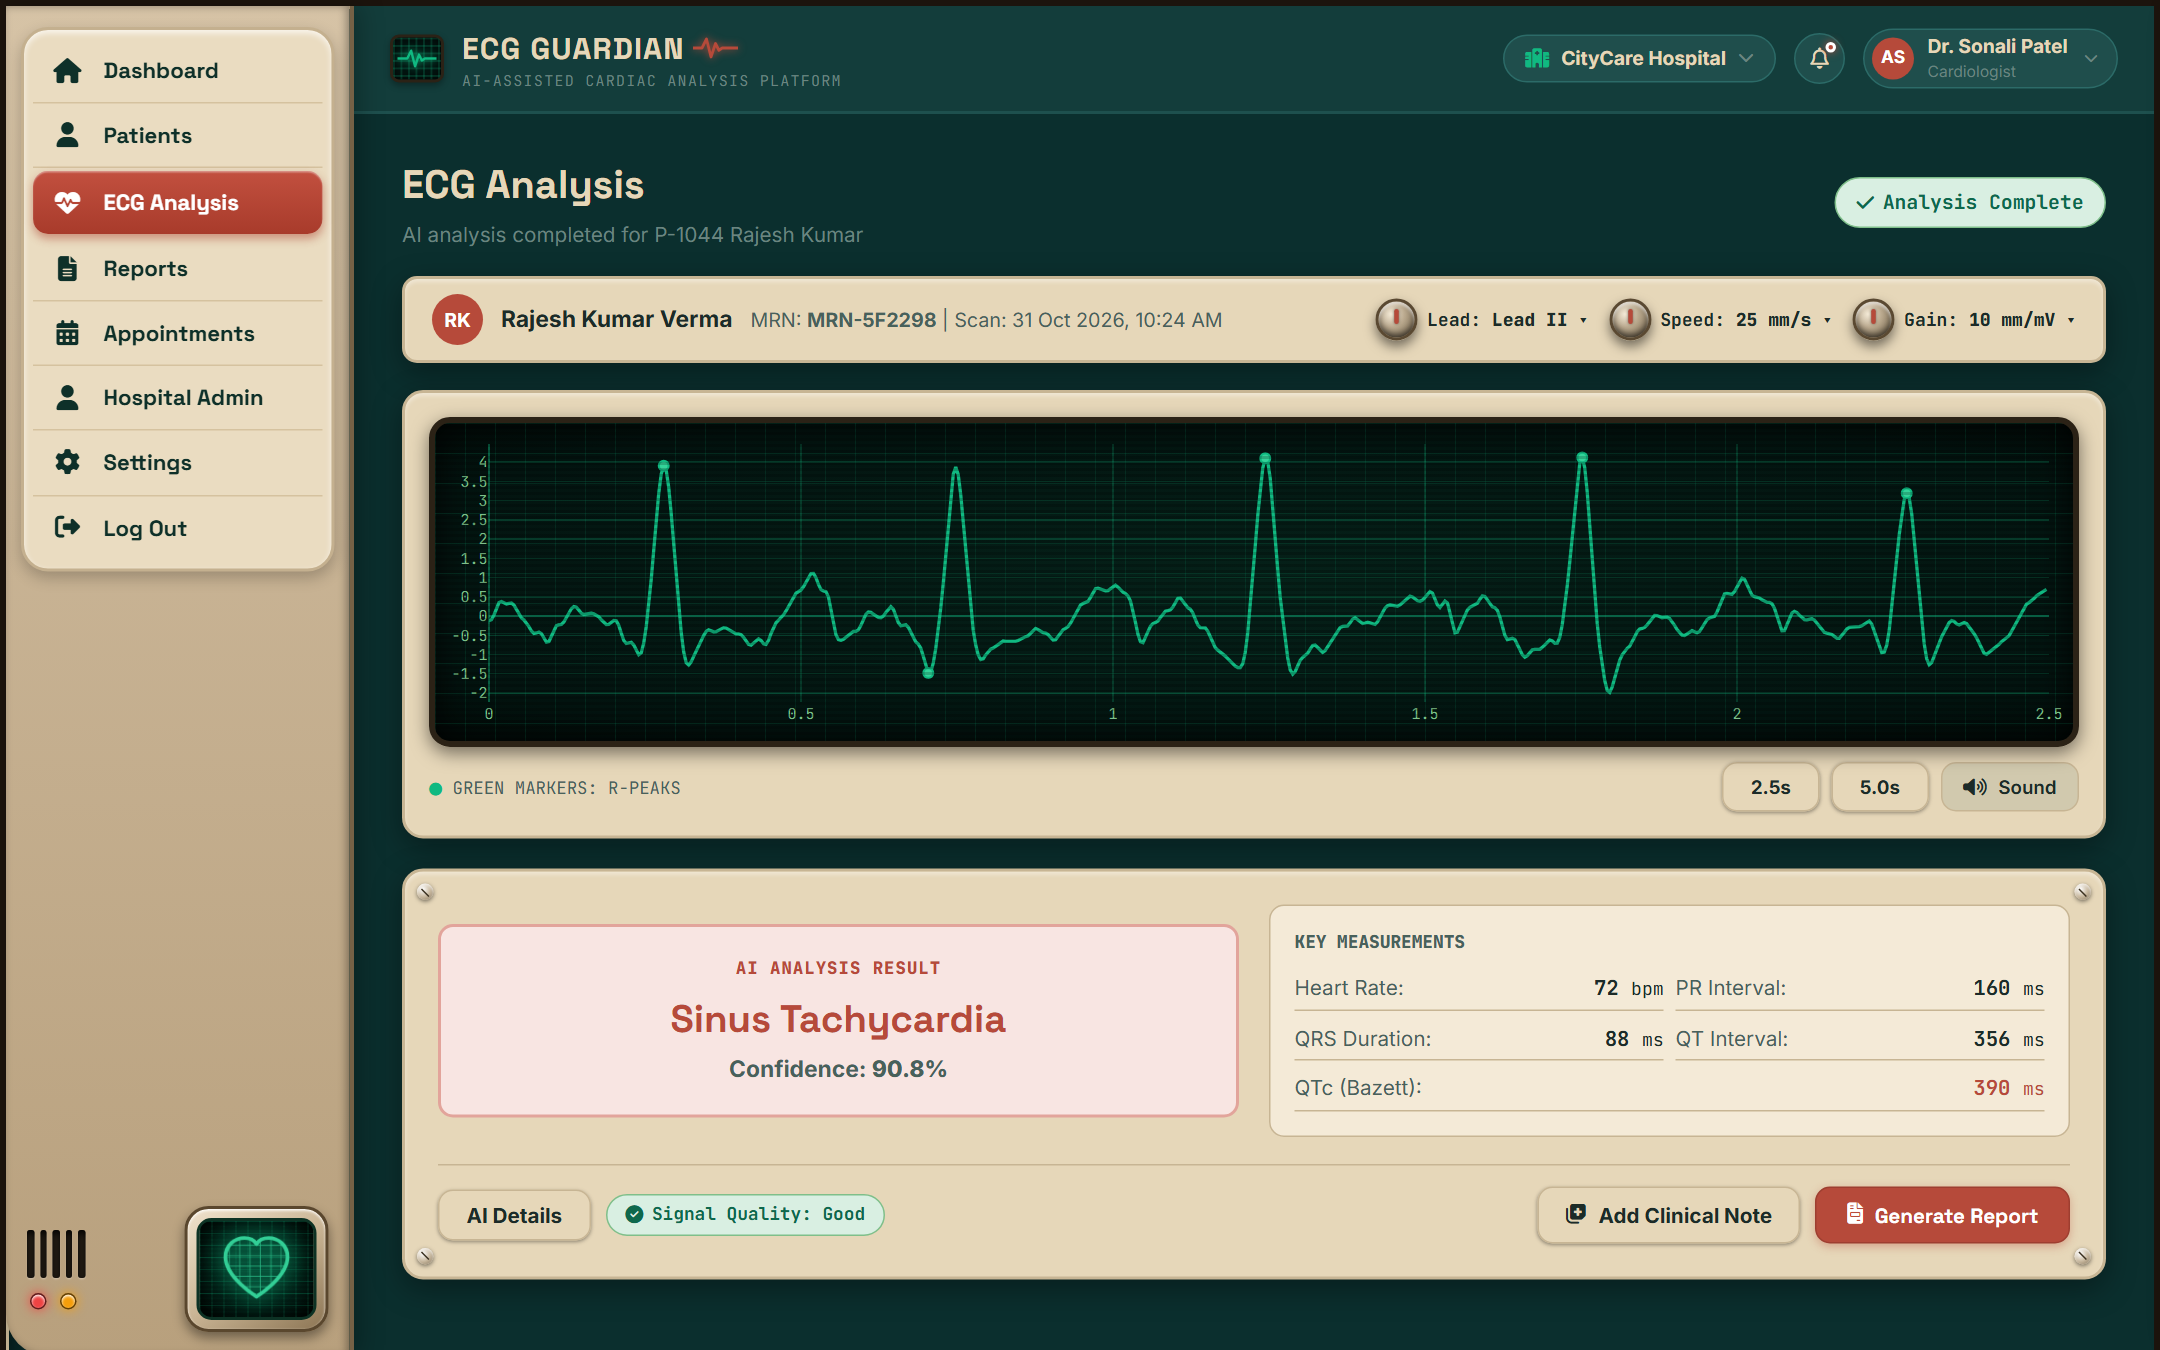 Dashboard
Patients
ECG Analysis
Reports
Appointments
Hospital Admin
Settings
Log Out
ECG GUARDIAN
AI-ASSISTED CARDIAC ANALYSIS PLATFORM
CityCare Hospital
AS
Dr. Sonali Patel
Cardiologist
ECG Analysis
AI analysis completed for P-1044 Rajesh Kumar
Analysis Complete
RK Rajesh Kumar Verma MRN: MRN-5F2298 | Scan: 31 Oct 2026, 10:24 AM
Lead: Lead II
Speed: 25 mm/s
Gain: 10 mm/mV
4
3.5
3
2.5
2
1.5
1
0.5
0
-0.5
-1
-1.5
-2
0 0.5 1 1.5 2 2.5
GREEN MARKERS: R-PEAKS
2.5s
5.0s
Sound
AI ANALYSIS RESULT
Sinus Tachycardia
Confidence: 90.8%
KEY MEASUREMENTS
Heart Rate: 72 bpm
PR Interval: 160 ms
QRS Duration: 88 ms
QT Interval: 356 ms
QTc (Bazett): 390 ms
AI Details
Signal Quality: Good
Add Clinical Note
Generate Report